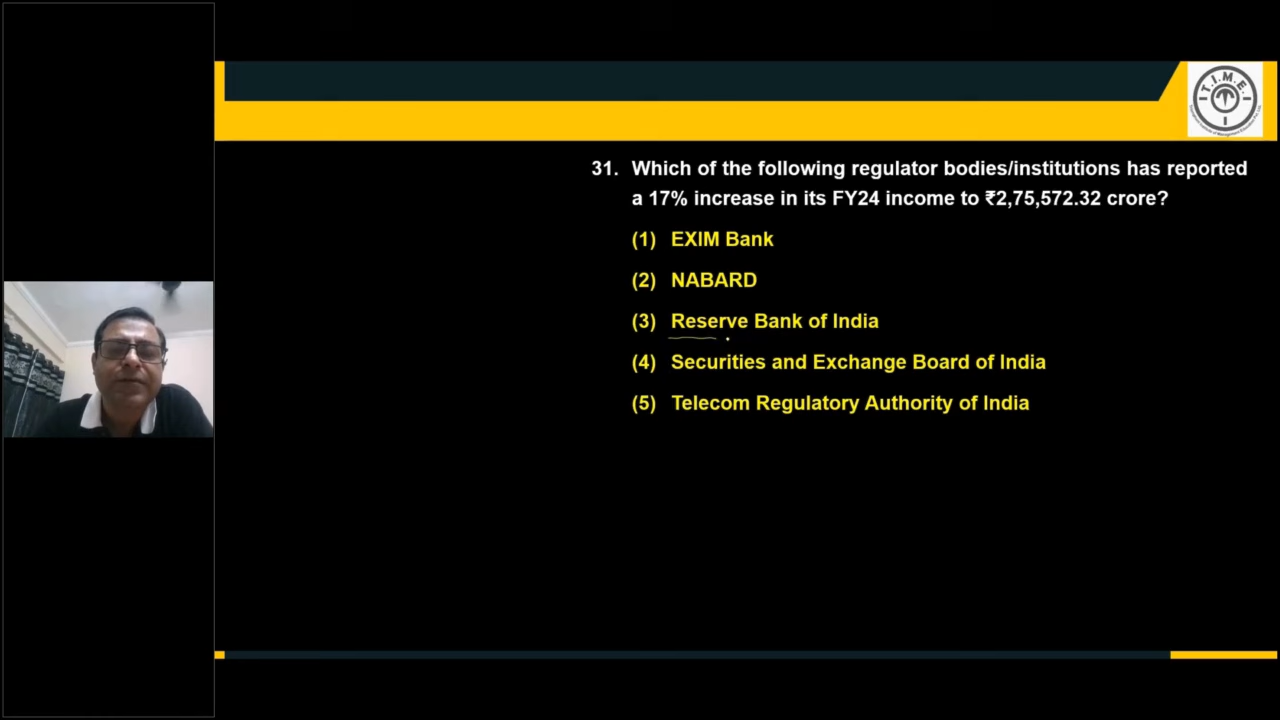 T.I.M.E.
31. Which of the following regulator bodies/institutions has reported
a 17% increase in its FY24 income to ₹2,75,572.32 crore?
(1) EXIM Bank
(2) NABARD
(3) Reserve Bank of India
(4) Securities and Exchange Board of India
(5) Telecom Regulatory Authority of India